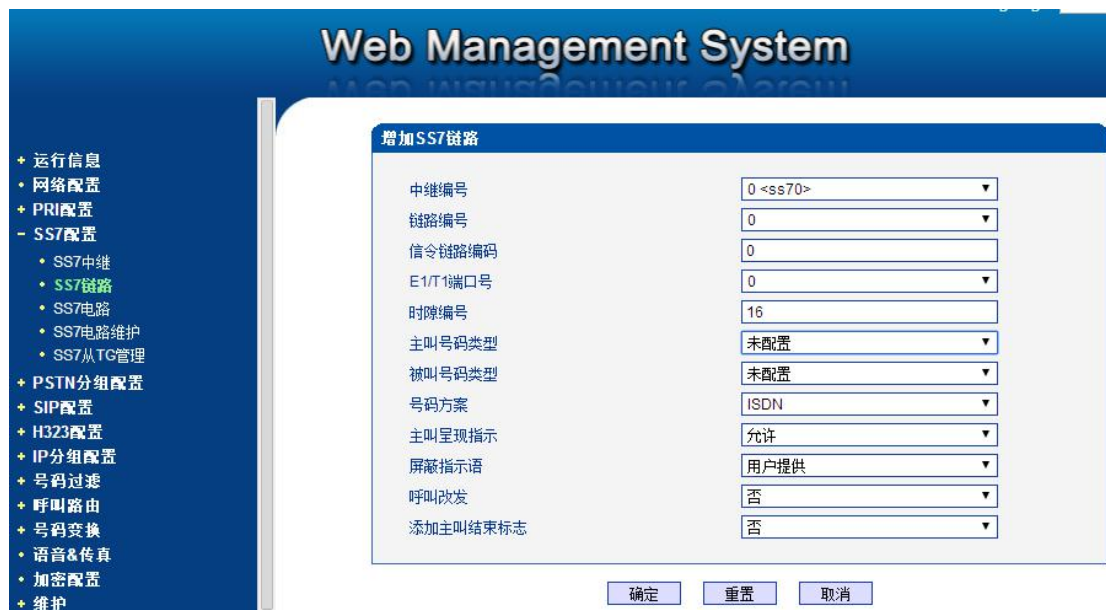 Web Management System
+ 运行信息
• 网络配置
+ PRI配置
- SS7配置
• SS7中继
• SS7链路
• SS7电路
• SS7电路维护
• SS7从TG管理
+ PSTN分组配置
+ SIP配置
+ H323配置
+ IP分组配置
+ 号码过滤
+ 呼叫路由
+ 号码变换
• 语音&传真
• 加密配置
+ 维护
增加SS7链路
中继编号 0 <ss70>
链路编号 0
信令链路编码 0
E1/T1端口号 0
时隙编号 16
主叫号码类型 未配置
被叫号码类型 未配置
号码方案 ISDN
主叫呈现指示 允许
屏蔽指示语 用户提供
呼叫改发 否
添加主叫结束标志 否
确定 重置 取消